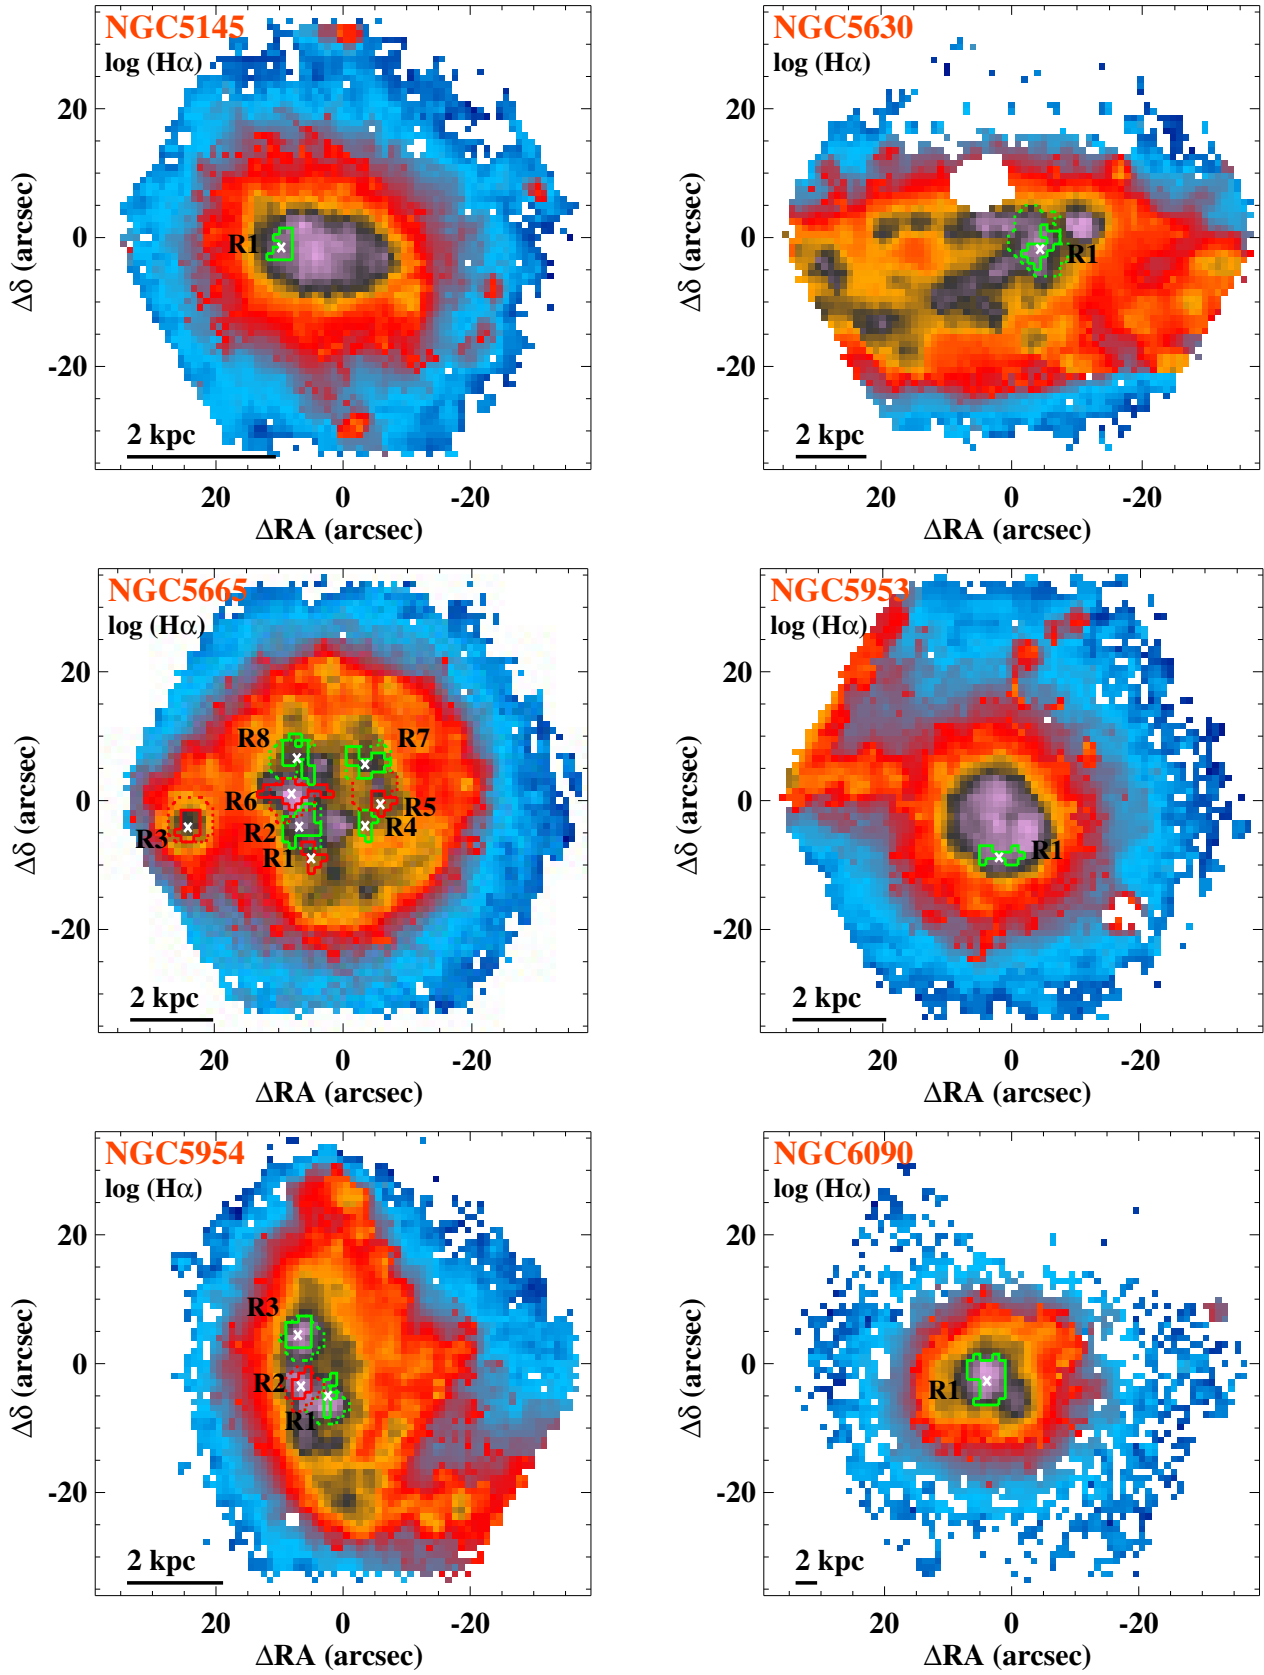 NGC5145
log (Hα)
20
0
-20
Δδ (arcsec)
R1
2 kpc
20 0 -20
ΔRA (arcsec)
NGC5630
log (Hα)
20
0
-20
Δδ (arcsec)
R1
2 kpc
20 0 -20
ΔRA (arcsec)
NGC5665
log (Hα)
20
0
-20
Δδ (arcsec)
R8 R7
R6 R5
R3 R2 R4
R1
2 kpc
20 0 -20
ΔRA (arcsec)
NGC5953
log (Hα)
20
0
-20
Δδ (arcsec)
R1
2 kpc
20 0 -20
ΔRA (arcsec)
NGC5954
log (Hα)
20
0
-20
Δδ (arcsec)
R3
R2
R1
2 kpc
20 0 -20
ΔRA (arcsec)
NGC6090
log (Hα)
20
0
-20
Δδ (arcsec)
R1
2 kpc
20 0 -20
ΔRA (arcsec)